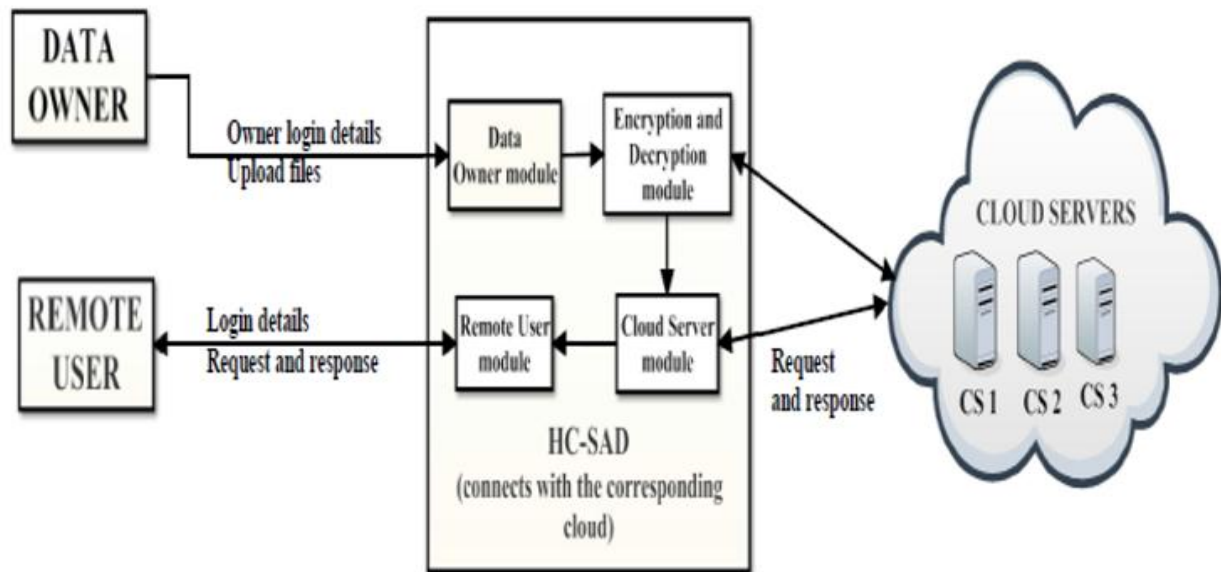 DATA
OWNER
Owner login details
Upload files
Data
Owner module
Encryption and
Decryption
module
CLOUD SERVERS
CS 1
CS 2
CS 3
REMOTE
USER
Login details
Request and response
Remote User
module
Cloud Server
module
Request
and response
HC-SAD
(connects with the corresponding
cloud)